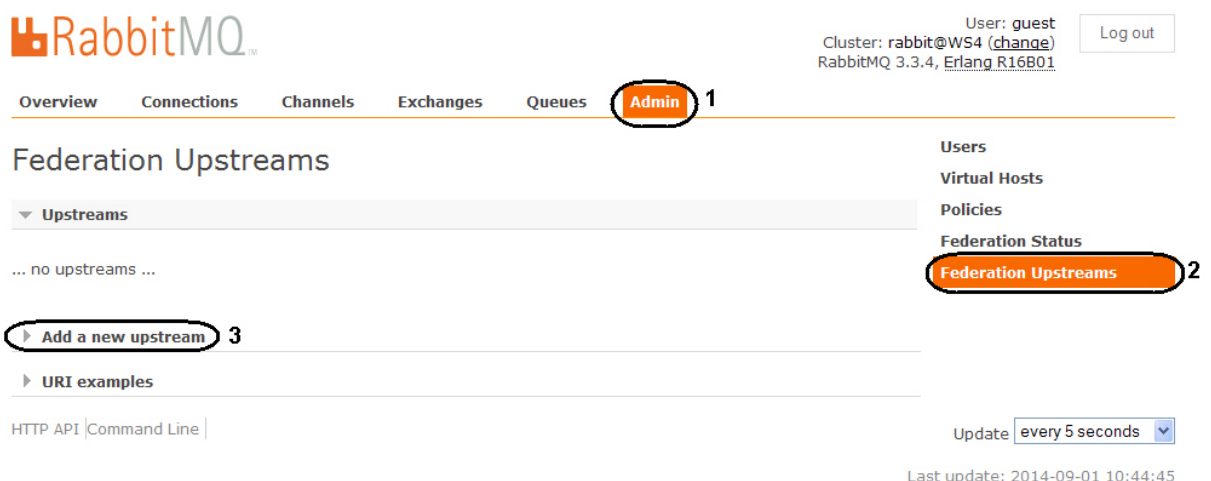 RabbitMQ™
User: guest
Cluster: rabbit@WS4 (change)
RabbitMQ 3.3.4, Erlang R16B01
Log out
Overview Connections Channels Exchanges Queues Admin 1
Federation Upstreams
Upstreams
... no upstreams ...
Add a new upstream 3
URI examples
Users
Virtual Hosts
Policies
Federation Status
Federation Upstreams 2
HTTP API Command Line
Update every 5 seconds
Last update: 2014-09-01 10:44:45